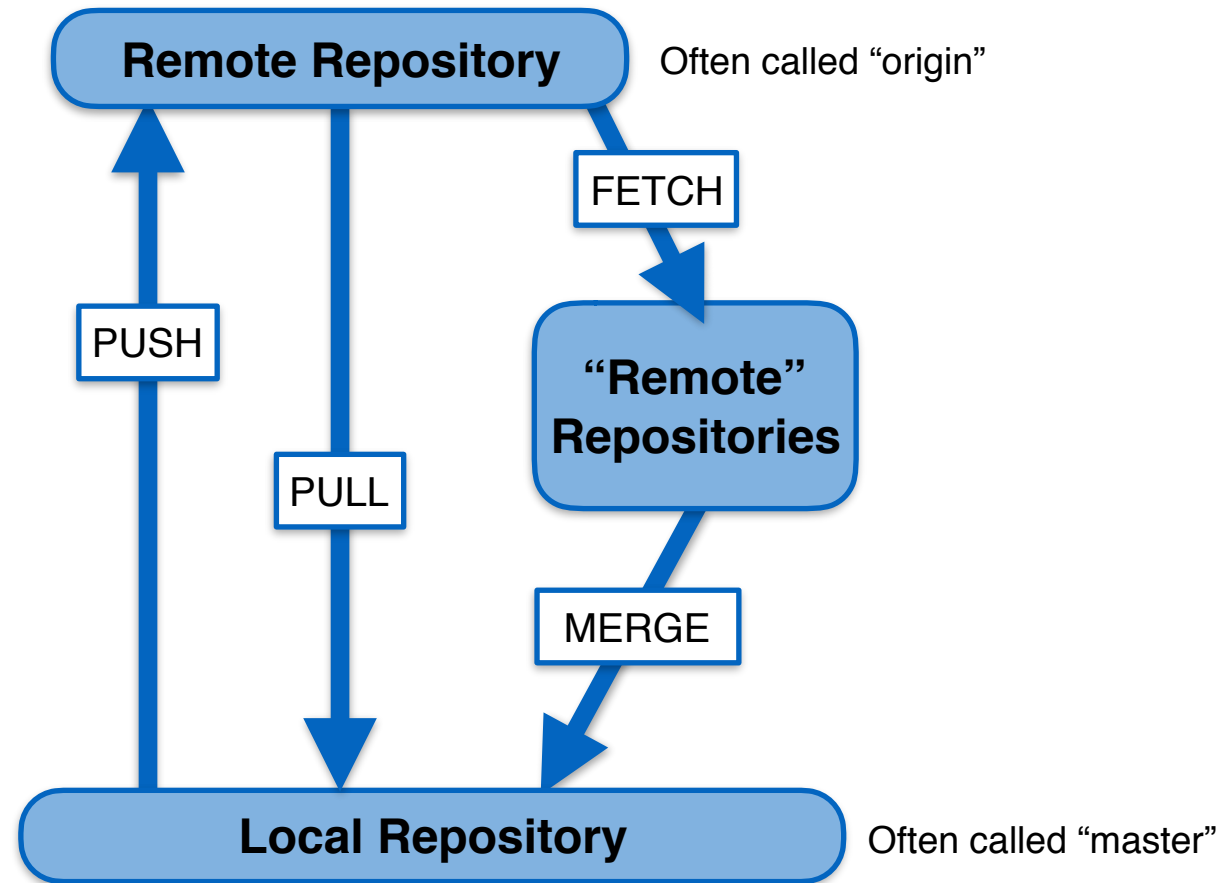 Remote Repository
Often called “origin”
FETCH
PUSH
“Remote”
Repositories
PULL
MERGE
Local Repository
Often called “master”